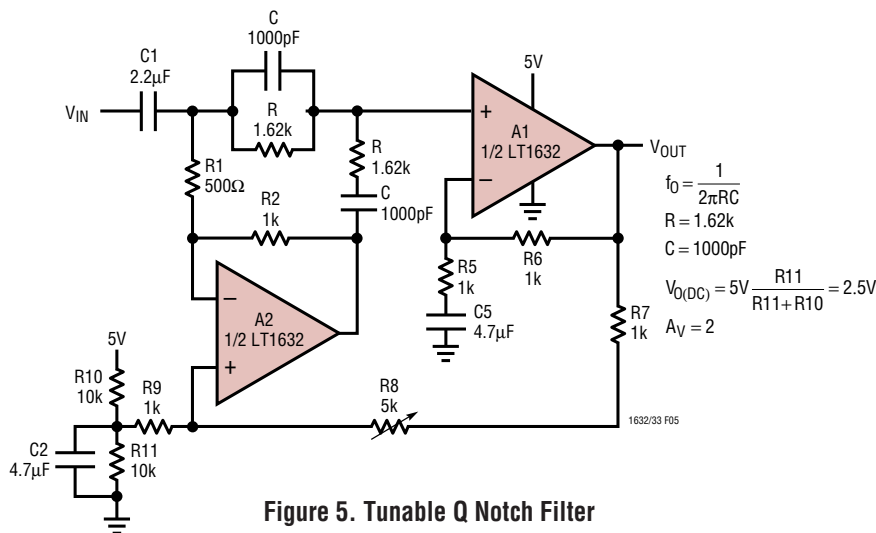 C
1000pF
C1
2.2µF
5V
VIN
R
1.62k
+
A1
1/2 LT1632
−
VOUT
R1
500Ω
R
1.62k
C
1000pF
R2
1k
fO = 1/2πRC
R = 1.62k
C = 1000pF
VO(DC) = 5V R11/R11+R10 = 2.5V
AV = 2
R5
1k
R6
1k
C5
4.7µF
R7
1k
−
A2
1/2 LT1632
+
5V
R10
10k
R9
1k
R8
5k
C2
4.7µF
R11
10k
1632/33 F05
Figure 5. Tunable Q Notch Filter